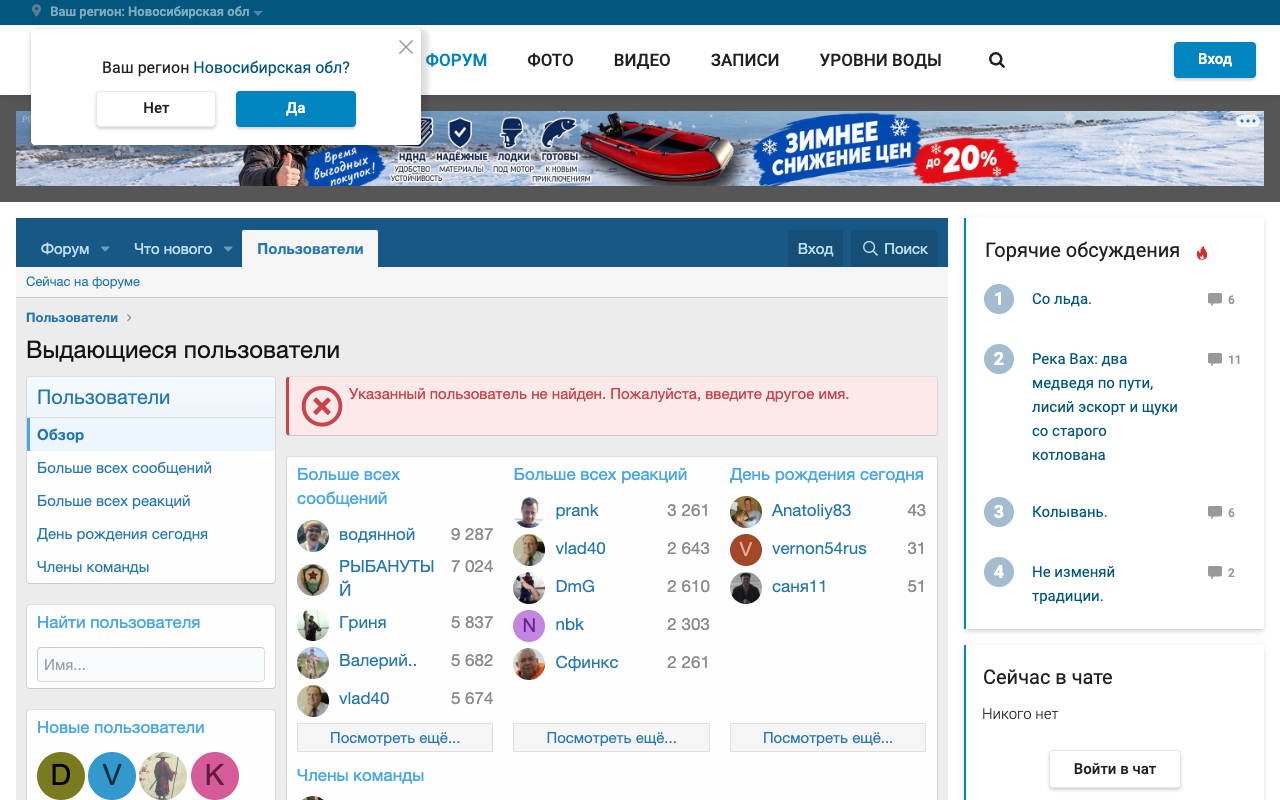 Ваш регион: Новосибирская обл
Ваш регион Новосибирская обл?
Нет
Да
ФОРУМ
ФОТО
ВИДЕО
ЗАПИСИ
УРОВНИ ВОДЫ
Вход
Время
выгодных
покупок!
НДНД
УДОБСТВО
УСТОЙЧИВОСТЬ
НАДЁЖНЫЕ
МАТЕРИАЛЫ
ЛОДКИ
ПОД МОТОР
ГОТОВЫ
К НОВЫМ
ПРИКЛЮЧЕНИЯМ
ЗИМНЕЕ
СНИЖЕНИЕ ЦЕН
ДО 20%
Форум
Что нового
Пользователи
Вход
Поиск
Сейчас на форуме
Пользователи
Выдающиеся пользователи
Пользователи
Обзор
Больше всех сообщений
Больше всех реакций
День рождения сегодня
Члены команды
Найти пользователя
Имя...
Новые пользователи
D
V
K
Указанный пользователь не найден. Пожалуйста, введите другое имя.
Больше всех
сообщений
водянной 9 287
РЫБАНУТЫ 7 024
Й
Гриня 5 837
Валерий.. 5 682
vlad40 5 674
Посмотреть ещё...
Больше всех реакций
prank 3 261
vlad40 2 643
DmG 2 610
N nbk 2 303
Сфинкс 2 261
Посмотреть ещё...
День рождения сегодня
Anatoliy83 43
V vernon54rus 31
саня11 51
Посмотреть ещё...
Члены команды
Горячие обсуждения
1 Со льда. 6
2 Река Вах: два 11
медведя по пути,
лисий эскорт и щуки
со старого
котлована
3 Колывань. 6
4 Не изменяй 2
традиции.
Сейчас в чате
Никого нет
Войти в чат